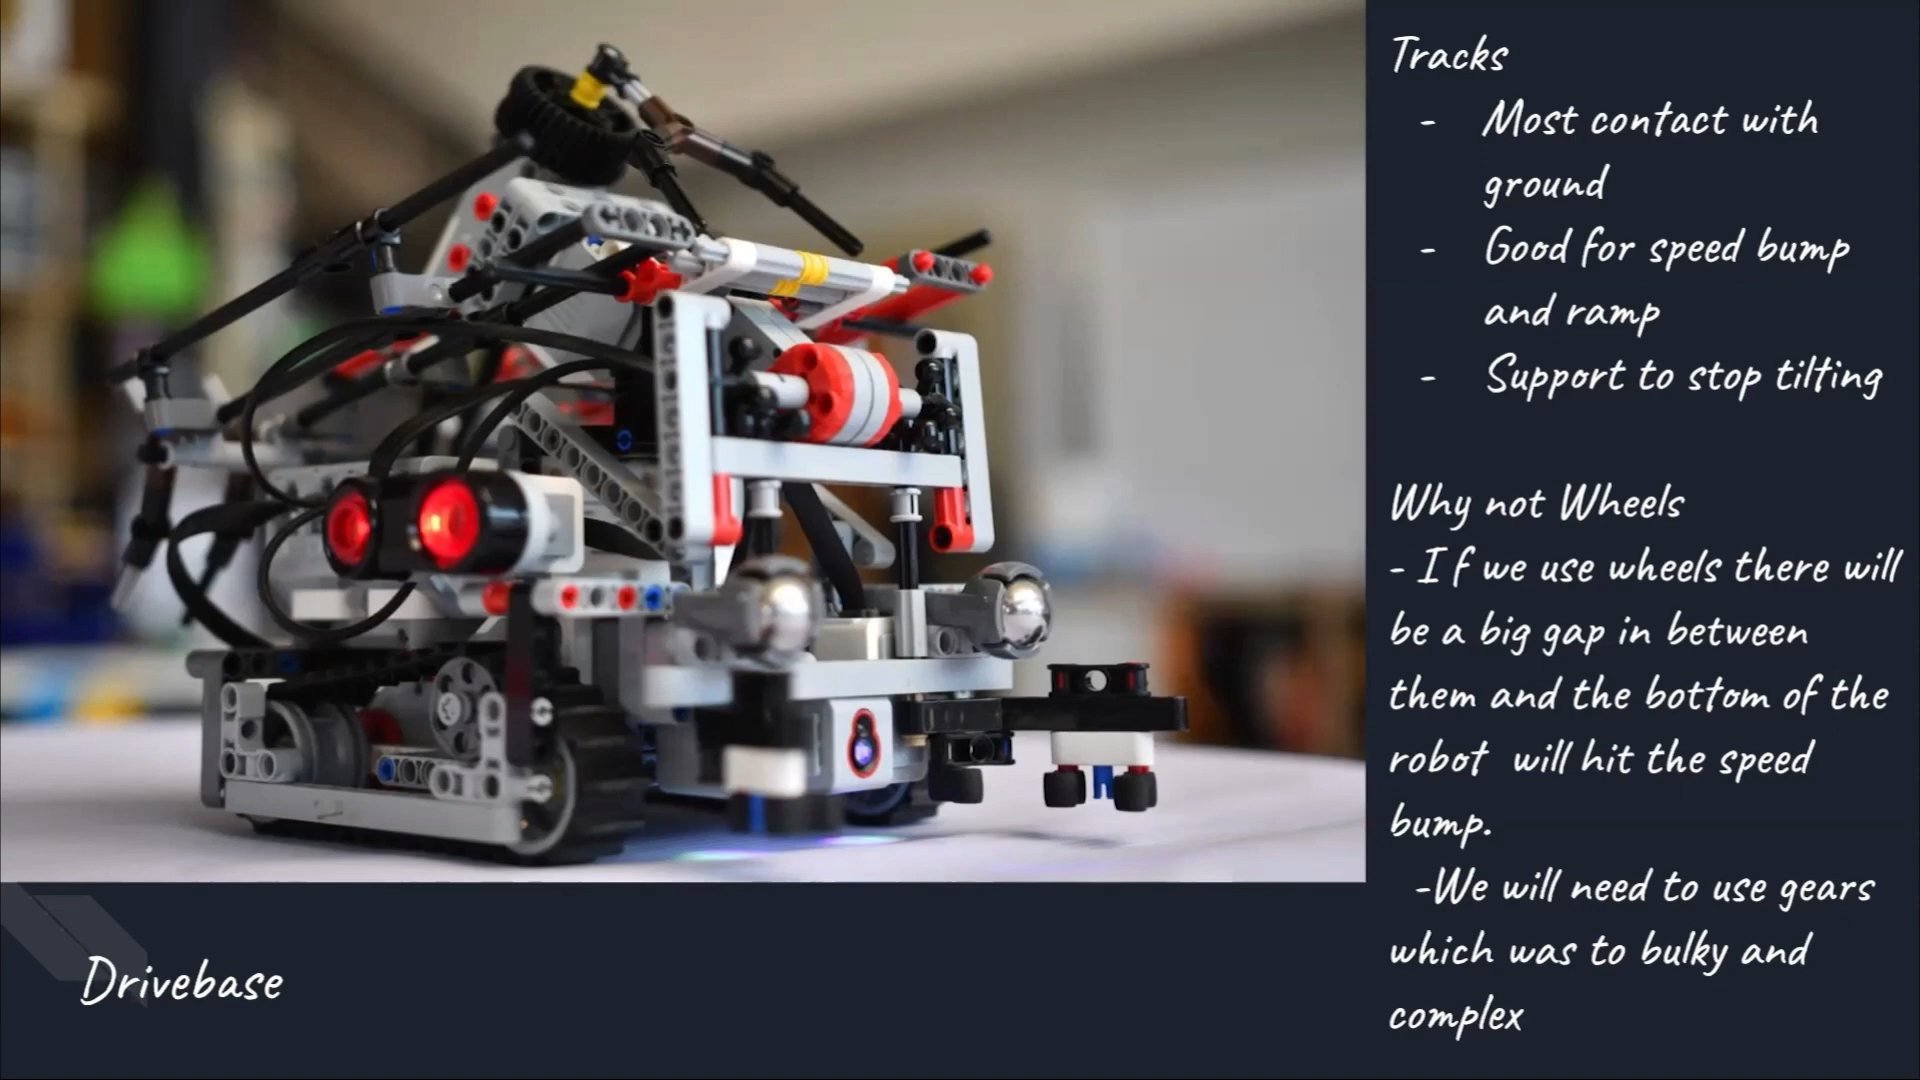 Tracks
- Most contact with
ground
- Good for speed bump
and ramp
- Support to stop tilting
Why not Wheels
- If we use wheels there will
be a big gap in between
them and the bottom of the
robot will hit the speed
bump.
-We will need to use gears
which was to bulky and
complex
Drivebase